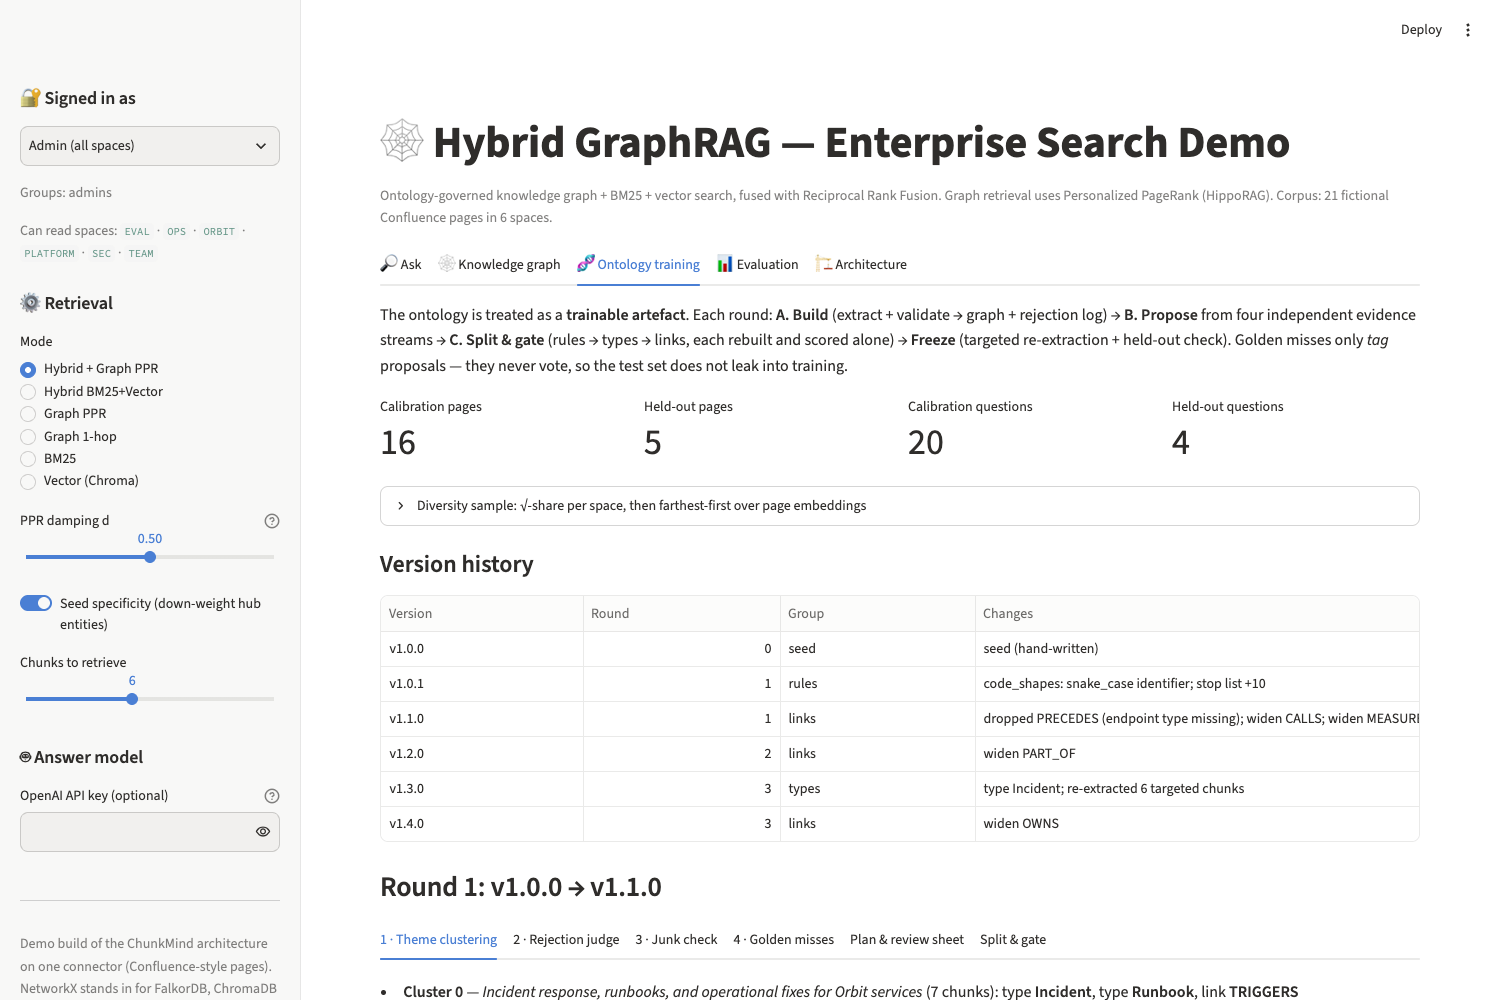 Deploy
Signed in as
Admin (all spaces)
Groups: admins
Can read spaces: EVAL · OPS · ORBIT ·
PLATFORM · SEC · TEAM
Retrieval
Mode
Hybrid + Graph PPR
Hybrid BM25+Vector
Graph PPR
Graph 1-hop
BM25
Vector (Chroma)
PPR damping d
0.50
Seed specificity (down-weight hub
entities)
Chunks to retrieve
6
Answer model
OpenAI API key (optional)
Demo build of the ChunkMind architecture
on one connector (Confluence-style pages).
NetworkX stands in for FalkorDB, ChromaDB
Hybrid GraphRAG — Enterprise Search Demo
Ontology-governed knowledge graph + BM25 + vector search, fused with Reciprocal Rank Fusion. Graph retrieval uses Personalized PageRank (HippoRAG). Corpus: 21 fictional
Confluence pages in 6 spaces.
Ask Knowledge graph Ontology training Evaluation Architecture
The ontology is treated as a trainable artefact. Each round: A. Build (extract + validate → graph + rejection log) → B. Propose from four independent evidence
streams → C. Split & gate (rules → types → links, each rebuilt and scored alone) → Freeze (targeted re-extraction + held-out check). Golden misses only tag
proposals — they never vote, so the test set does not leak into training.
Calibration pages Held-out pages Calibration questions Held-out questions
16 5 20 4
Diversity sample: √-share per space, then farthest-first over page embeddings
Version history
Version Round Group Changes
v1.0.0 0 seed seed (hand-written)
v1.0.1 1 rules code_shapes: snake_case identifier; stop list +10
v1.1.0 1 links dropped PRECEDES (endpoint type missing); widen CALLS; widen MEASURE
v1.2.0 2 links widen PART_OF
v1.3.0 3 types type Incident; re-extracted 6 targeted chunks
v1.4.0 3 links widen OWNS
Round 1: v1.0.0 → v1.1.0
1 · Theme clustering 2 · Rejection judge 3 · Junk check 4 · Golden misses Plan & review sheet Split & gate
• Cluster 0 — Incident response, runbooks, and operational fixes for Orbit services (7 chunks): type Incident, type Runbook, link TRIGGERS